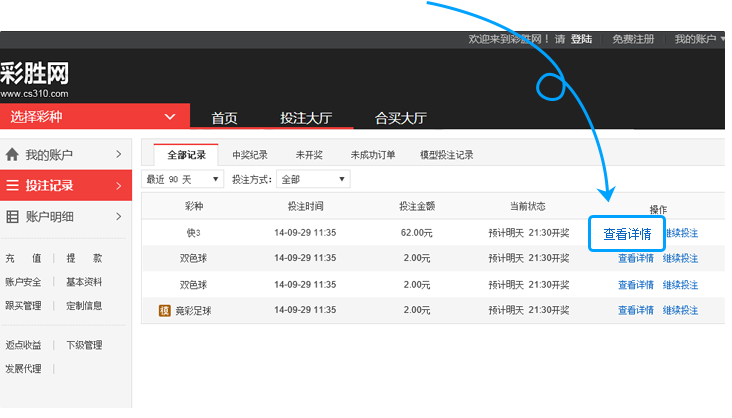 欢迎来到彩胜网！请 登陆 免费注册 我的账户
彩胜网
www.cs310.com
选择彩种 首页 投注大厅 合买大厅
我的账户
投注记录
账户明细
充 值 提 款
账户安全 基本资料
跟买管理 定制信息
返点收益 下级管理
发展代理
全部记录 中奖纪录 未开奖 未成功订单 模型投注记录
最近 90 天 投注方式: 全部
彩种 投注时间 投注金额 当前状态 操作
快3 14-09-29 11:35 62.00元 预计明天 21:30开奖 查看详情 继续投注
双色球 14-09-29 11:35 2.00元 预计明天 21:30开奖 查看详情 继续投注
双色球 14-09-29 11:35 2.00元 预计明天 21:30开奖 查看详情 继续投注
模 竟彩足球 14-09-29 11:35 2.00元 预计明天 21:30开奖 查看详情 继续投注